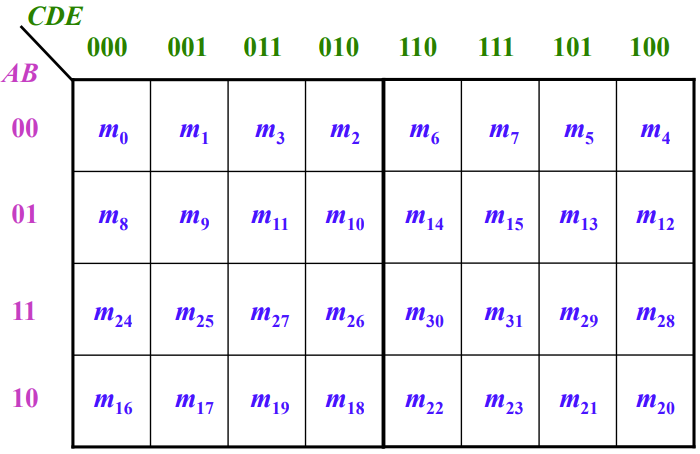 CDE
000 001 011 010 110 111 101 100
AB
00 m₀ m₁ m₃ m₂ m₆ m₇ m₅ m₄
01 m₈ m₉ m₁₁ m₁₀ m₁₄ m₁₅ m₁₃ m₁₂
11 m₂₄ m₂₅ m₂₇ m₂₆ m₃₀ m₃₁ m₂₉ m₂₈
10 m₁₆ m₁₇ m₁₉ m₁₈ m₂₂ m₂₃ m₂₁ m₂₀